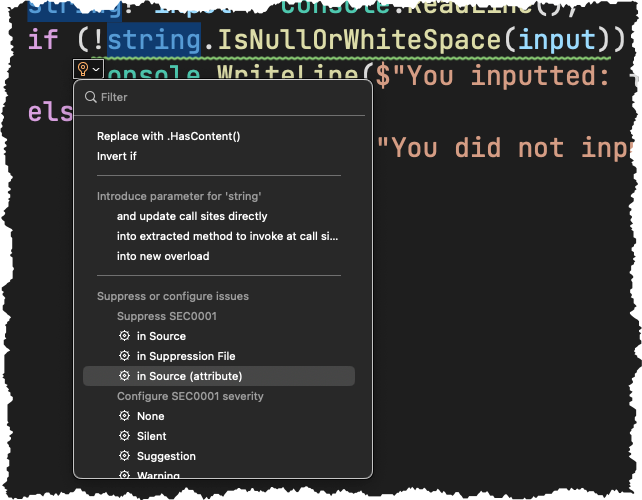 string? input = Console.ReadLine();
if (!string.IsNullOrWhiteSpace(input))
onsole.WriteLine($"You inputted:
Filter
els
Replace with .HasContent()
Invert if
"You did not inp
Introduce parameter for 'string'
and update call sites directly
into extracted method to invoke at call si...
into new overload
Suppress or configure issues
Suppress SEC0001
in Source
in Suppression File
in Source (attribute)
Configure SEC0001 severity
None
Silent
Suggestion
Warning